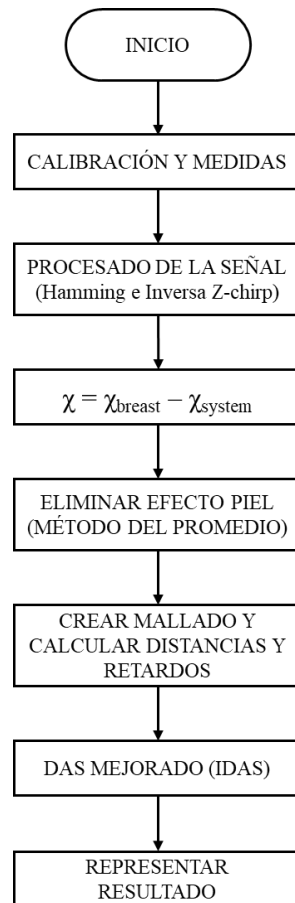 INICIO
CALIBRACIÓN Y MEDIDAS
PROCESADO DE LA SEÑAL
(Hamming e Inversa Z-chirp)
χ = χbreast − χsystem
ELIMINAR EFECTO PIEL
(MÉTODO DEL PROMEDIO)
CREAR MALLADO Y
CALCULAR DISTANCIAS Y
RETARDOS
DAS MEJORADO (IDAS)
REPRESENTAR
RESULTADO